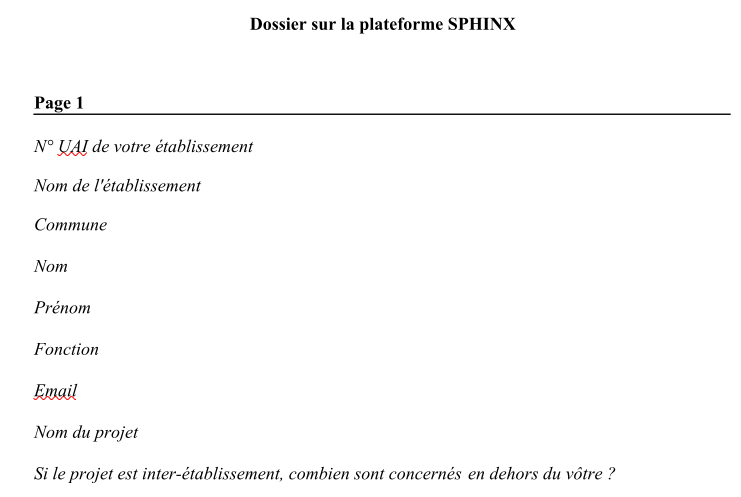 Dossier sur la plateforme SPHINX
Page 1
N° UAI de votre établissement
Nom de l'établissement
Commune
Nom
Prénom
Fonction
Email
Nom du projet
Si le projet est inter-établissement, combien sont concernés en dehors du vôtre ?